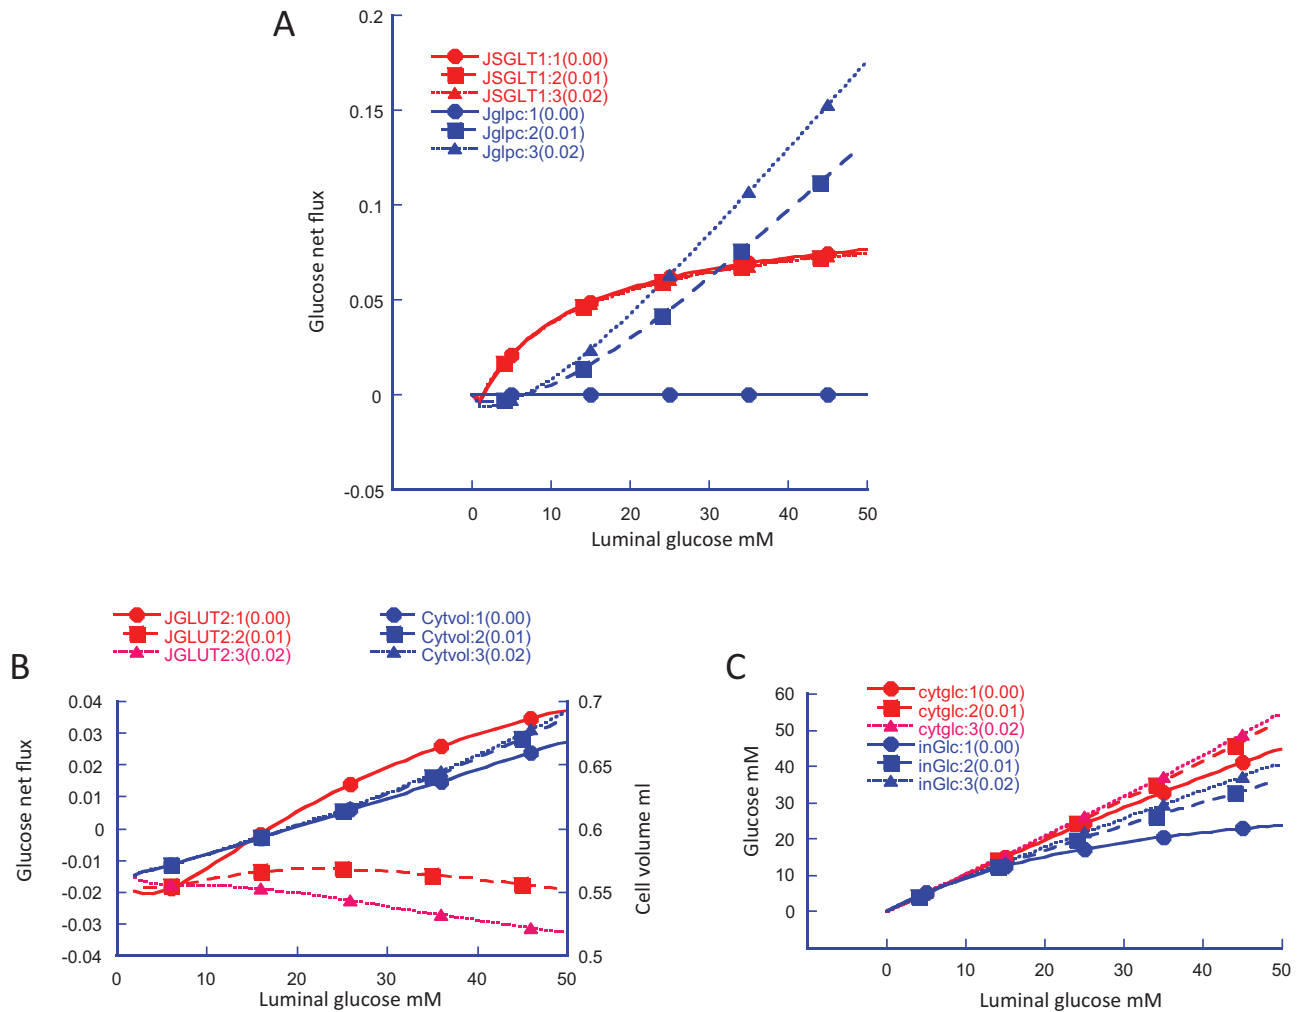 A
0.2
0.15
0.1
0.05
0
-0.05
Glucose net flux
JSGLT1:1(0.00)
JSGLT1:2(0.01)
JSGLT1:3(0.02)
Jglpc:1(0.00)
Jglpc:2(0.01)
Jglpc:3(0.02)
0 10 20 30 40 50
Luminal glucose mM
B
JGLUT2:1(0.00)
JGLUT2:2(0.01)
JGLUT2:3(0.02)
Cytvol:1(0.00)
Cytvol:2(0.01)
Cytvol:3(0.02)
0.04
0.03
0.02
0.01
0
-0.01
-0.02
-0.03
-0.04
Glucose net flux
0.7
0.65
0.6
0.55
0.5
Cell volume ml
0 10 20 30 40 50
Luminal glucose mM
C
cytglc:1(0.00)
cytglc:2(0.01)
cytglc:3(0.02)
inGlc:1(0.00)
inGlc:2(0.01)
inGlc:3(0.02)
60
50
40
30
20
10
0
Glucose mM
0 10 20 30 40 50
Luminal glucose mM